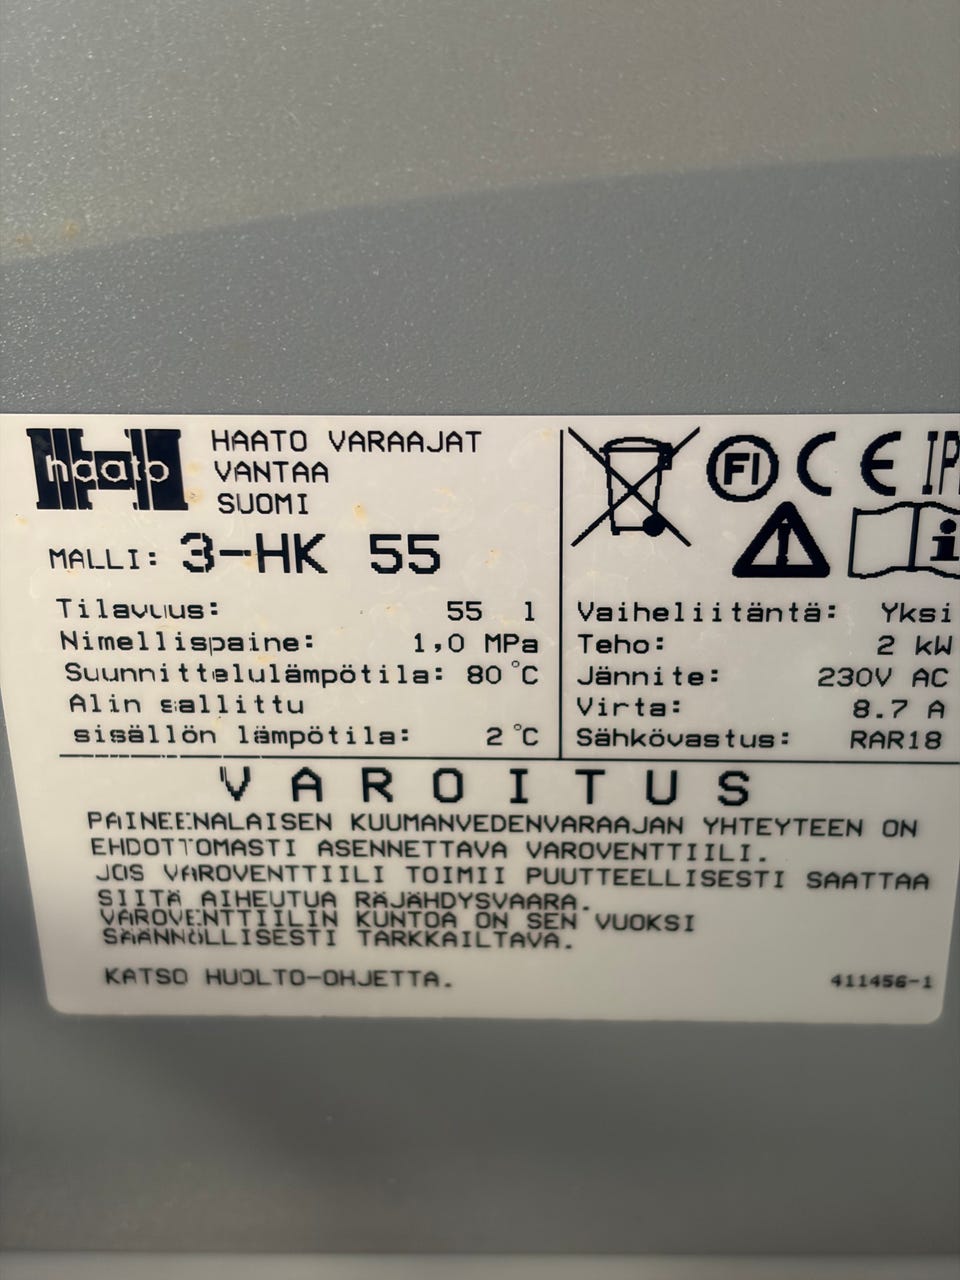 haato
HAATO VARAAJAT
VANTAA
SUOMI
MALLI: 3-HK 55
Tilavuus: 55 l
Nimellispaine: 1,0 MPa
Suunnittelulämpötila: 80 °C
Alin sallittu
sisällön lämpötila: 2 °C
FI CE
Vaiheliitäntä: Yksi
Teho: 2 kW
Jännite: 230V AC
Virta: 8.7 A
Sähkövastus: RAR18
VAROITUS
PAINEENALAISEN KUUMANVEDENVARAAJAN YHTEYTEEN ON
EHDOTTOMASTI ASENNETTAVA VAROVENTTIILI.
JOS VAROVENTTIILI TOIMII PUUTTEELLISESTI SAATTAA
SIITÄ AIHEUTUA RÄJÄHDYSVAARA.
VAROVENTTIILIN KUNTOA ON SEN VUOKSI
SÄÄNNÖLLISESTI TARKKAILTAVA.
KATSO HUOLTO-OHJETTA.
411456-1